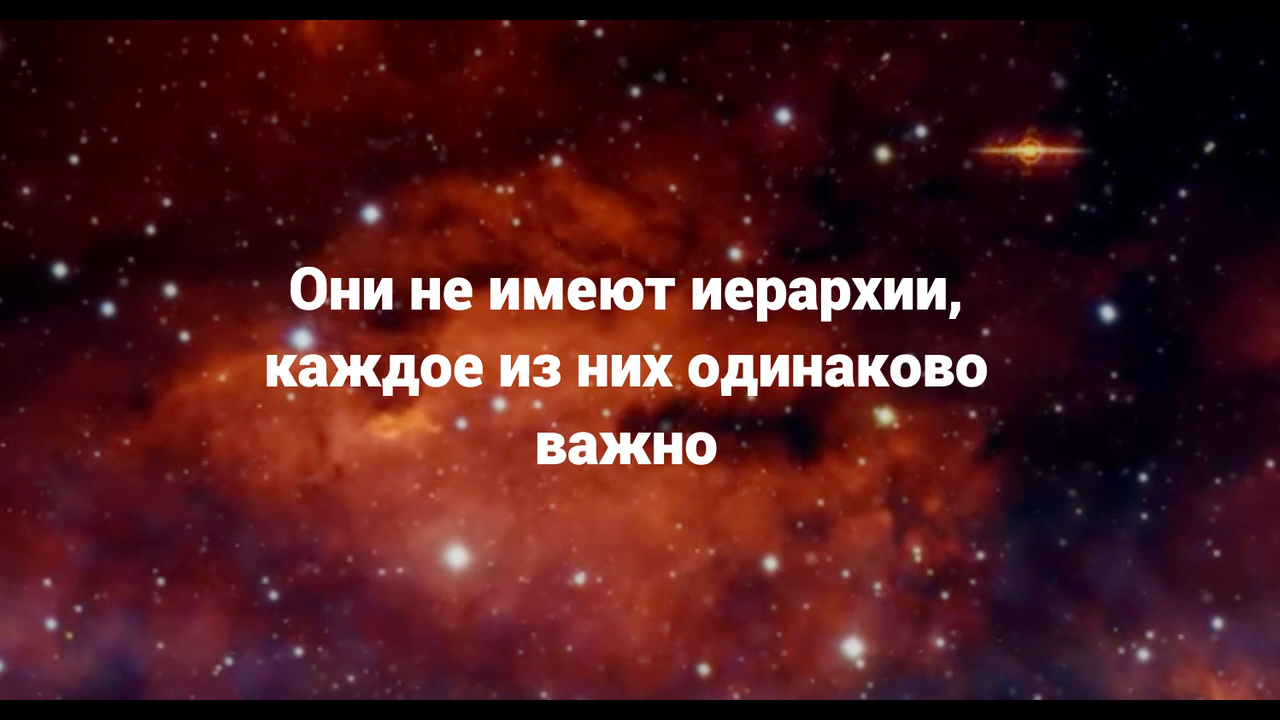 Они не имеют иерархии,
каждое из них одинаково
важно